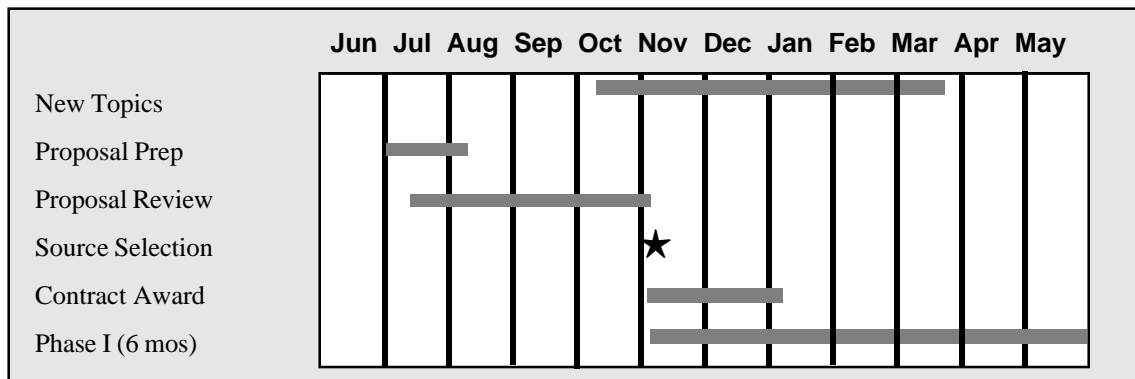 Jun Jul Aug Sep Oct Nov Dec Jan Feb Mar Apr May
New Topics
Proposal Prep
Proposal Review
Source Selection
Contract Award
Phase I (6 mos)